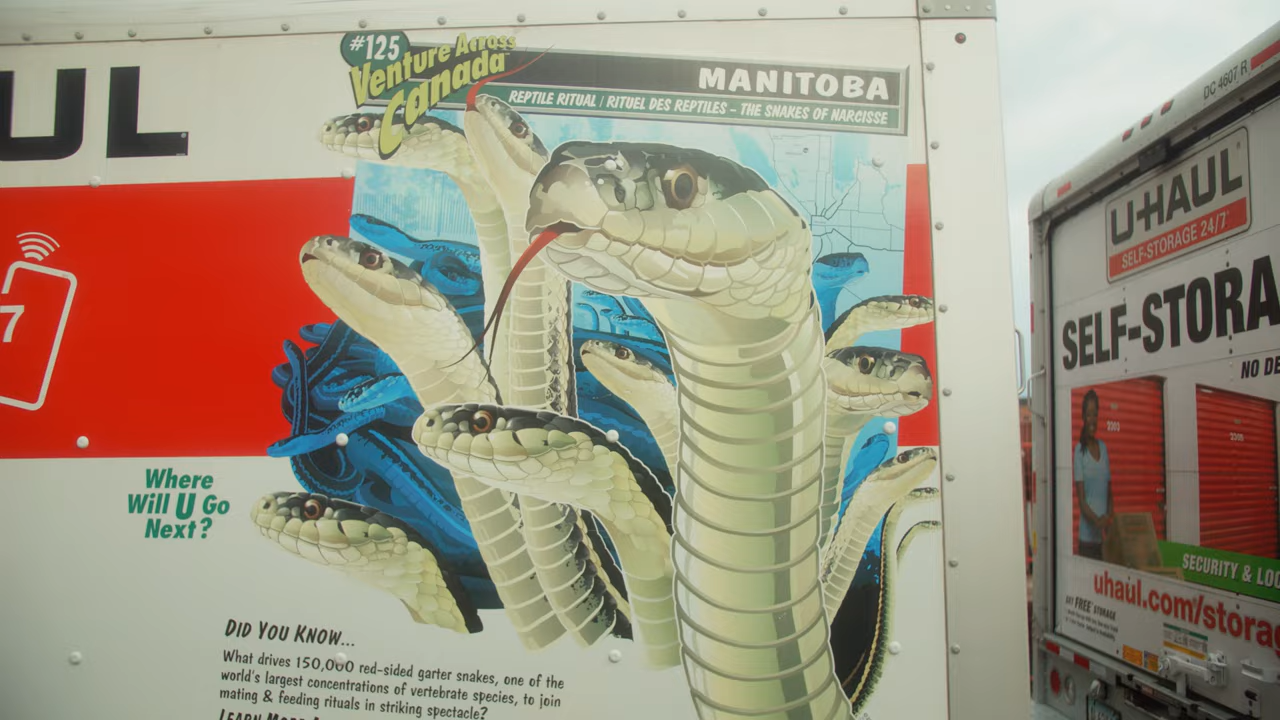 UL
#125
Venture Across
Canada
MANITOBA
REPTILE RITUAL / RITUEL DES REPTILES – THE SNAKES OF NARCISSE
7
Where
Will U Go
Next?
DID YOU KNOW...
What drives 150,000 red-sided garter snakes, one of the
world's largest concentrations of vertebrate species, to join
mating & feeding rituals in striking spectacle?
DC 4607 R
U-HAUL
SELF-STORAGE 24/7
SELF-STORA
NO DE
SECURITY & LO
uhaul.com/storag
FREE STORAGE